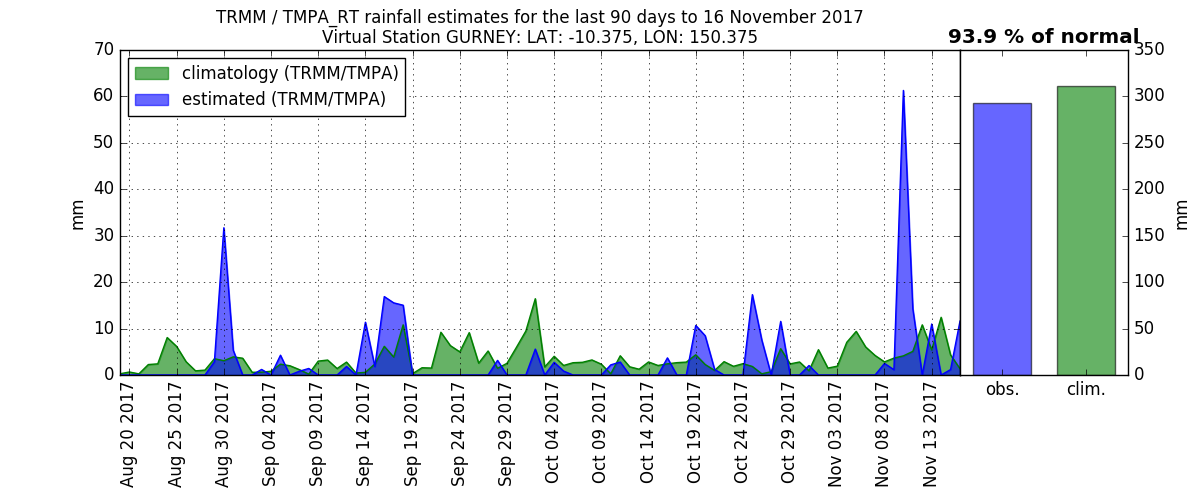 TRMM / TMPA_RT rainfall estimates for the last 90 days to 16 November 2017
Virtual Station GURNEY: LAT: -10.375, LON: 150.375
93.9 % of normal
climatology (TRMM/TMPA)
estimated (TRMM/TMPA)
70
60
50
40
30
20
10
0
mm
350
300
250
200
150
100
50
0
mm
obs.
clim.
Aug 20 2017
Aug 25 2017
Aug 30 2017
Sep 04 2017
Sep 09 2017
Sep 14 2017
Sep 19 2017
Sep 24 2017
Sep 29 2017
Oct 04 2017
Oct 09 2017
Oct 14 2017
Oct 19 2017
Oct 24 2017
Oct 29 2017
Nov 03 2017
Nov 08 2017
Nov 13 2017